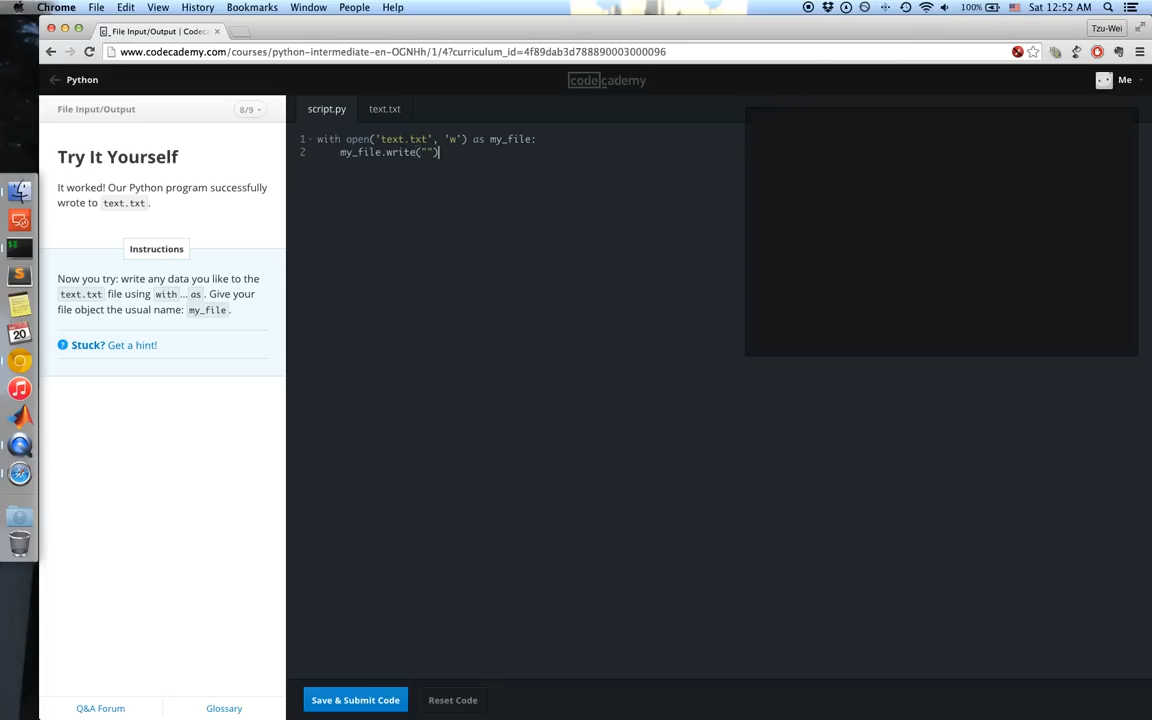 Chrome File Edit View History Bookmarks Window People Help
100% Sat 12:52 AM
File Input/Output | Codec
Tzu-Wei
www.codecademy.com/courses/python-intermediate-en-OGNHh/1/4?curriculum_id=4f89dab3d788890003000096
Python
codecademy
Me
File Input/Output
8/9
script.py
text.txt
Try It Yourself
It worked! Our Python program successfully
wrote to text.txt.
Instructions
Now you try: write any data you like to the
text.txt file using with...as. Give your
file object the usual name: my_file.
? Stuck? Get a hint!
1 with open('text.txt', 'w') as my_file:
2 my_file.write("")
20
S
Save & Submit Code
Reset Code
Q&A Forum
Glossary